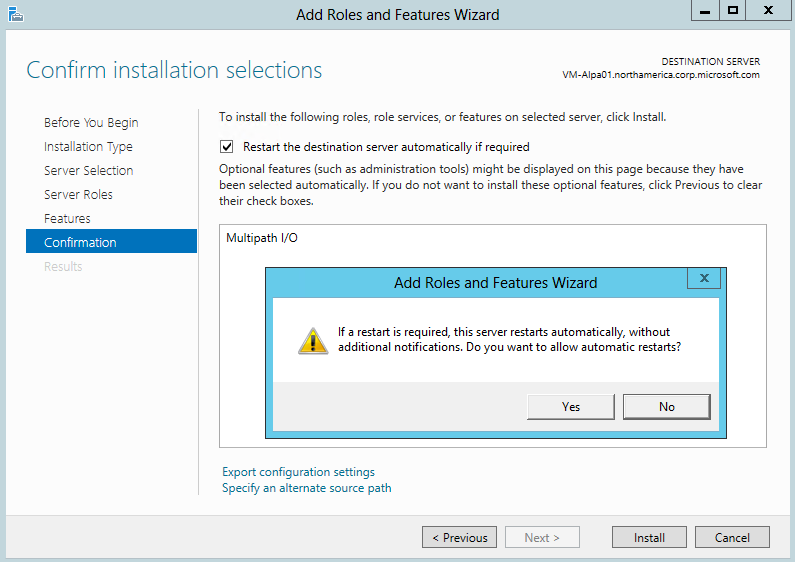 Add Roles and Features Wizard
Confirm installation selections
DESTINATION SERVER
VM-Alpa01.northamerica.corp.microsoft.com
Before You Begin
Installation Type
Server Selection
Server Roles
Features
Confirmation
Results
To install the following roles, role services, or features on selected server, click Install.
Restart the destination server automatically if required
Optional features (such as administration tools) might be displayed on this page because they have
been selected automatically. If you do not want to install these optional features, click Previous to clear
their check boxes.
Multipath I/O
Add Roles and Features Wizard
x
If a restart is required, this server restarts automatically, without
additional notifications. Do you want to allow automatic restarts?
Yes
No
Export configuration settings
Specify an alternate source path
< Previous
Next >
Install
Cancel